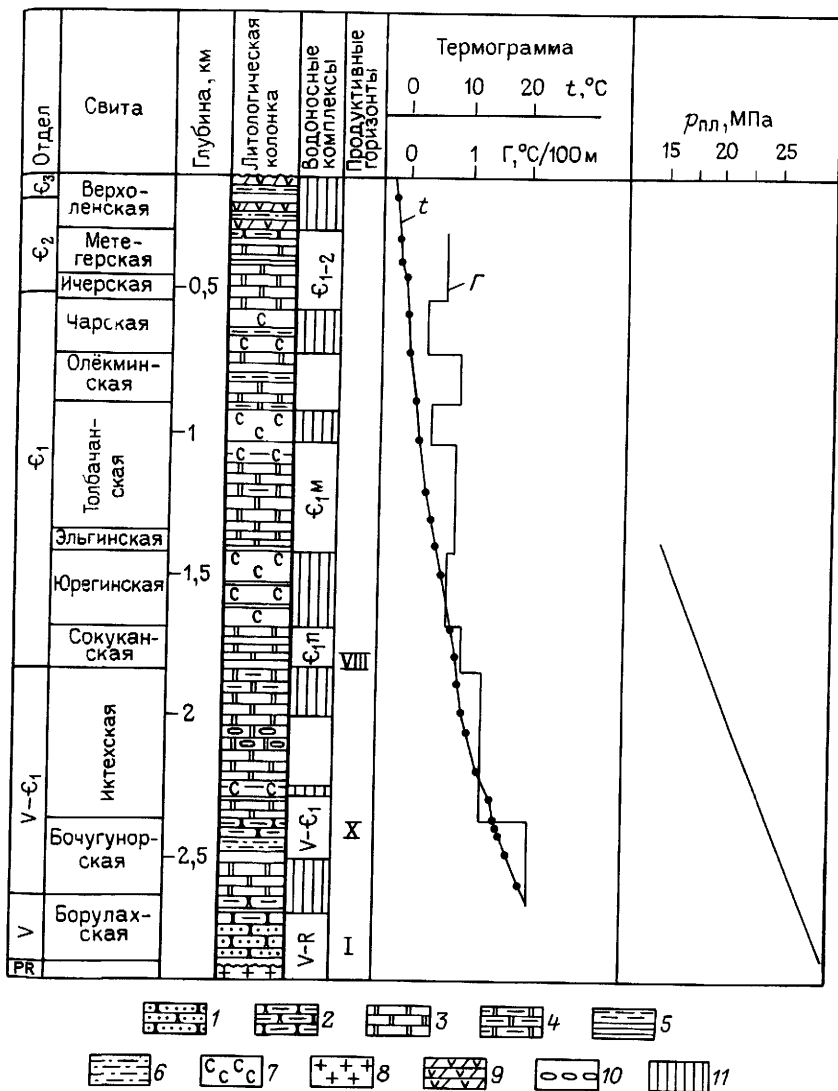 Отдел
Свита
Глубина, км
Литологическая
колонка
Водоносные
комплексы
Продуктивные
горизонты
Термограмма
0 10 20 t,°C
0 1 Г,°C/100 м
pпл,МПа
15 20 25
Є3
Є2
Є1
V–Є1
V
PR
Верхо-
ленская
Мете-
герская
Ичерская
Чарская
Олёкмин-
ская
Толбачан-
ская
Эльгинская
Юрегинская
Сокукан-
ская
Иктехская
Бочугунор-
ская
Борулах-
ская
0,5
1
1,5
2
2,5
Є1–2
Є1м
Є1п
V–Є1
V–R
VIII
X
I
t
Г
1 2 3 4 5
6 7 8 9 10 11